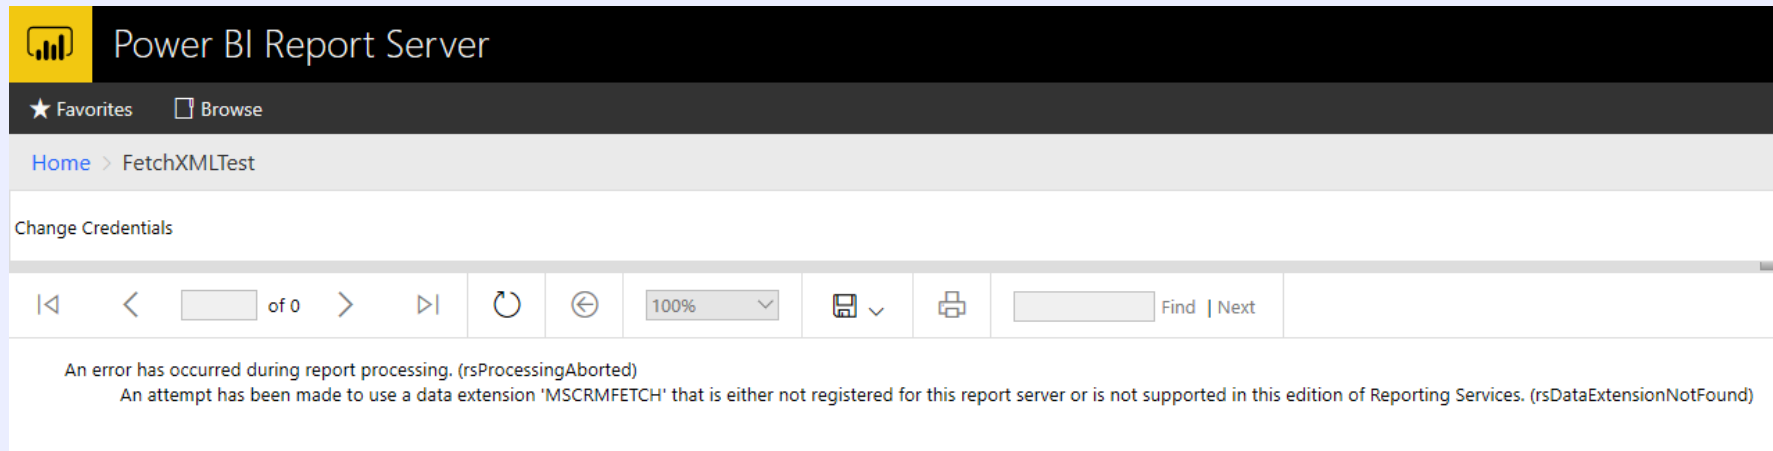 Power BI Report Server
Favorites Browse
Home > FetchXMLTest
Change Credentials
of 0 100% Find | Next
An error has occurred during report processing. (rsProcessingAborted)
An attempt has been made to use a data extension 'MSCRMFETCH' that is either not registered for this report server or is not supported in this edition of Reporting Services. (rsDataExtensionNotFound)